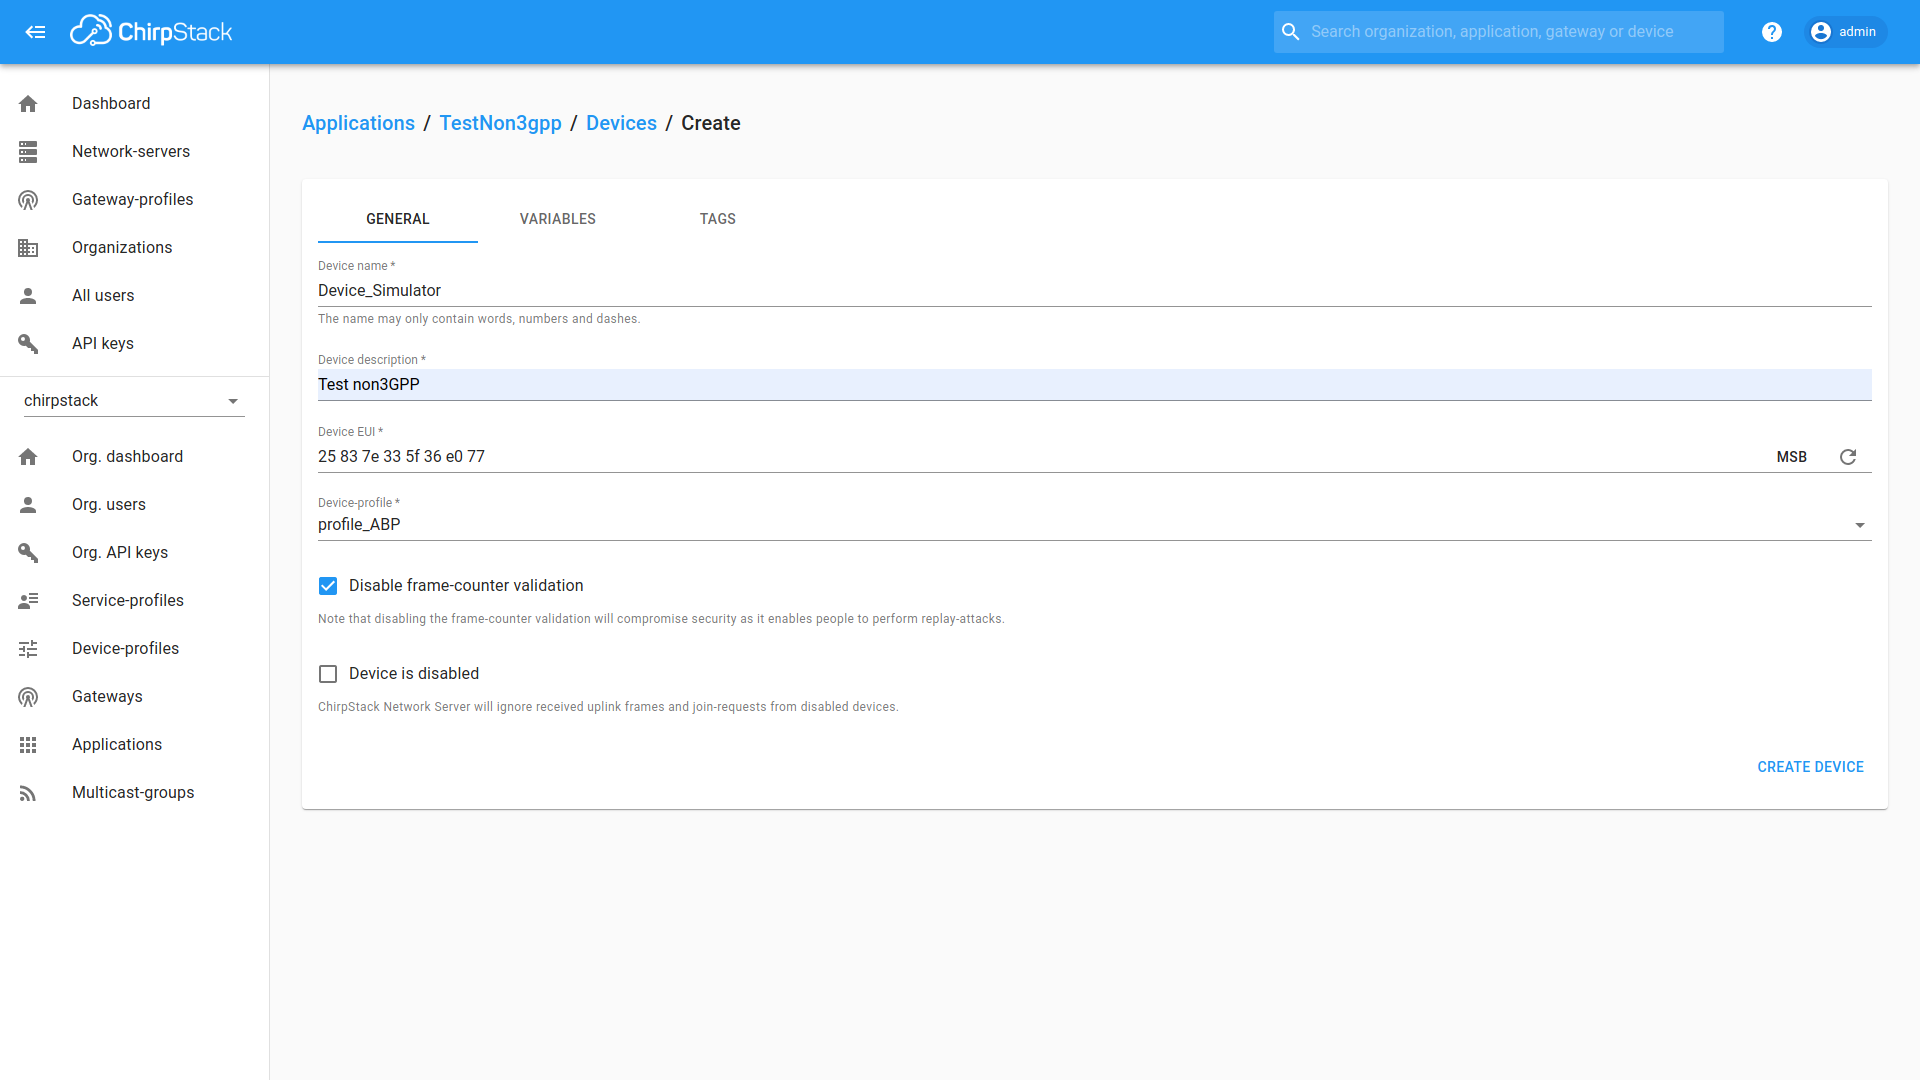 ChirpStack
Search organization, application, gateway or device
admin
Dashboard
Network-servers
Gateway-profiles
Organizations
All users
API keys
chirpstack
Org. dashboard
Org. users
Org. API keys
Service-profiles
Device-profiles
Gateways
Applications
Multicast-groups
Applications / TestNon3gpp / Devices / Create
GENERAL VARIABLES TAGS
Device name *
Device_Simulator
The name may only contain words, numbers and dashes.
Device description *
Test non3GPP
Device EUI *
25 83 7e 33 5f 36 e0 77 MSB
Device-profile *
profile_ABP
Disable frame-counter validation
Note that disabling the frame-counter validation will compromise security as it enables people to perform replay-attacks.
Device is disabled
ChirpStack Network Server will ignore received uplink frames and join-requests from disabled devices.
CREATE DEVICE